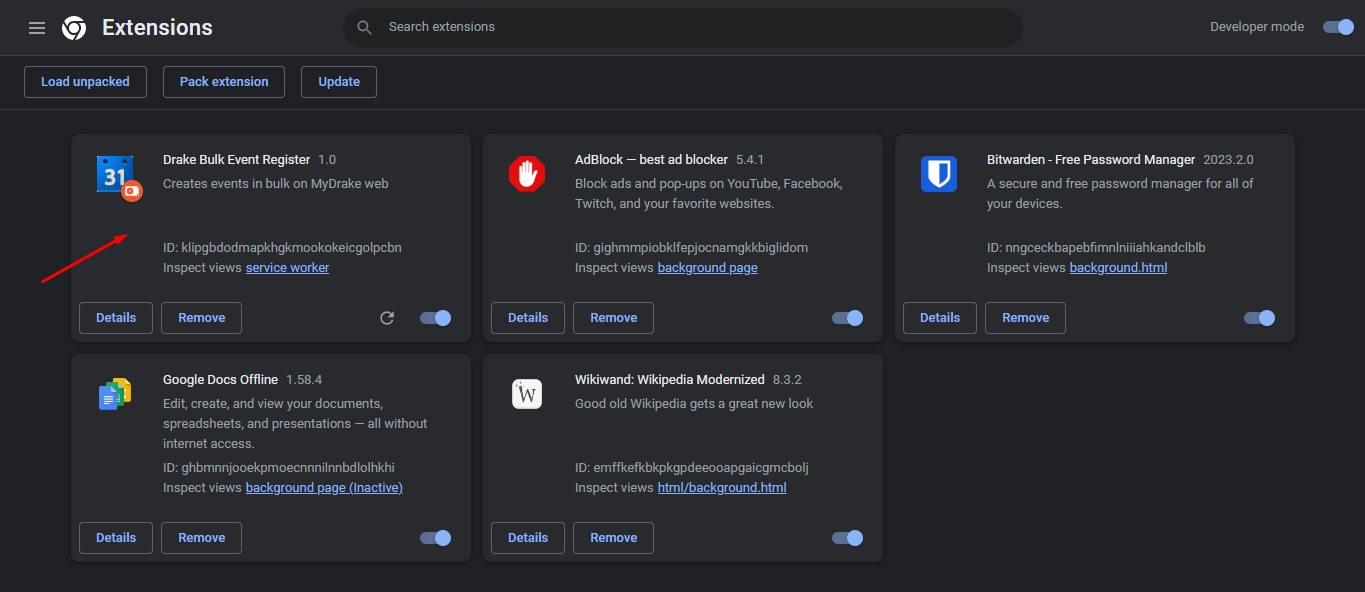 Extensions
Search extensions
Developer mode
Load unpacked
Pack extension
Update
31
Drake Bulk Event Register 1.0
Creates events in bulk on MyDrake web
ID: klipgbdodmapkhgkmookokeicgolpcbn
Inspect views service worker
Details
Remove
AdBlock — best ad blocker 5.4.1
Block ads and pop-ups on YouTube, Facebook,
Twitch, and your favorite websites.
ID: gighmmpiobklfepjocnamgkkbiglidom
Inspect views background page
Details
Remove
Bitwarden - Free Password Manager 2023.2.0
A secure and free password manager for all of
your devices.
ID: nngceckbapebfimnlniiiahkandclblb
Inspect views background.html
Details
Remove
Google Docs Offline 1.58.4
Edit, create, and view your documents,
spreadsheets, and presentations — all without
internet access.
ID: ghbmnnjooekpmoecnnnilnnbdlolhkhi
Inspect views background page (Inactive)
Details
Remove
W
Wikiwand: Wikipedia Modernized 8.3.2
Good old Wikipedia gets a great new look
ID: emffkefkbkpkgpdeeooapgaicgmcbolj
Inspect views html/background.html
Details
Remove